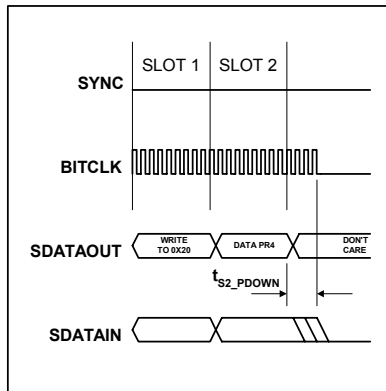 SLOT 1 SLOT 2
SYNC
BITCLK
SDATAOUT
WRITE
TO 0X20
DATA PR4
DON'T
CARE
tS2_PDOWN
SDATAIN